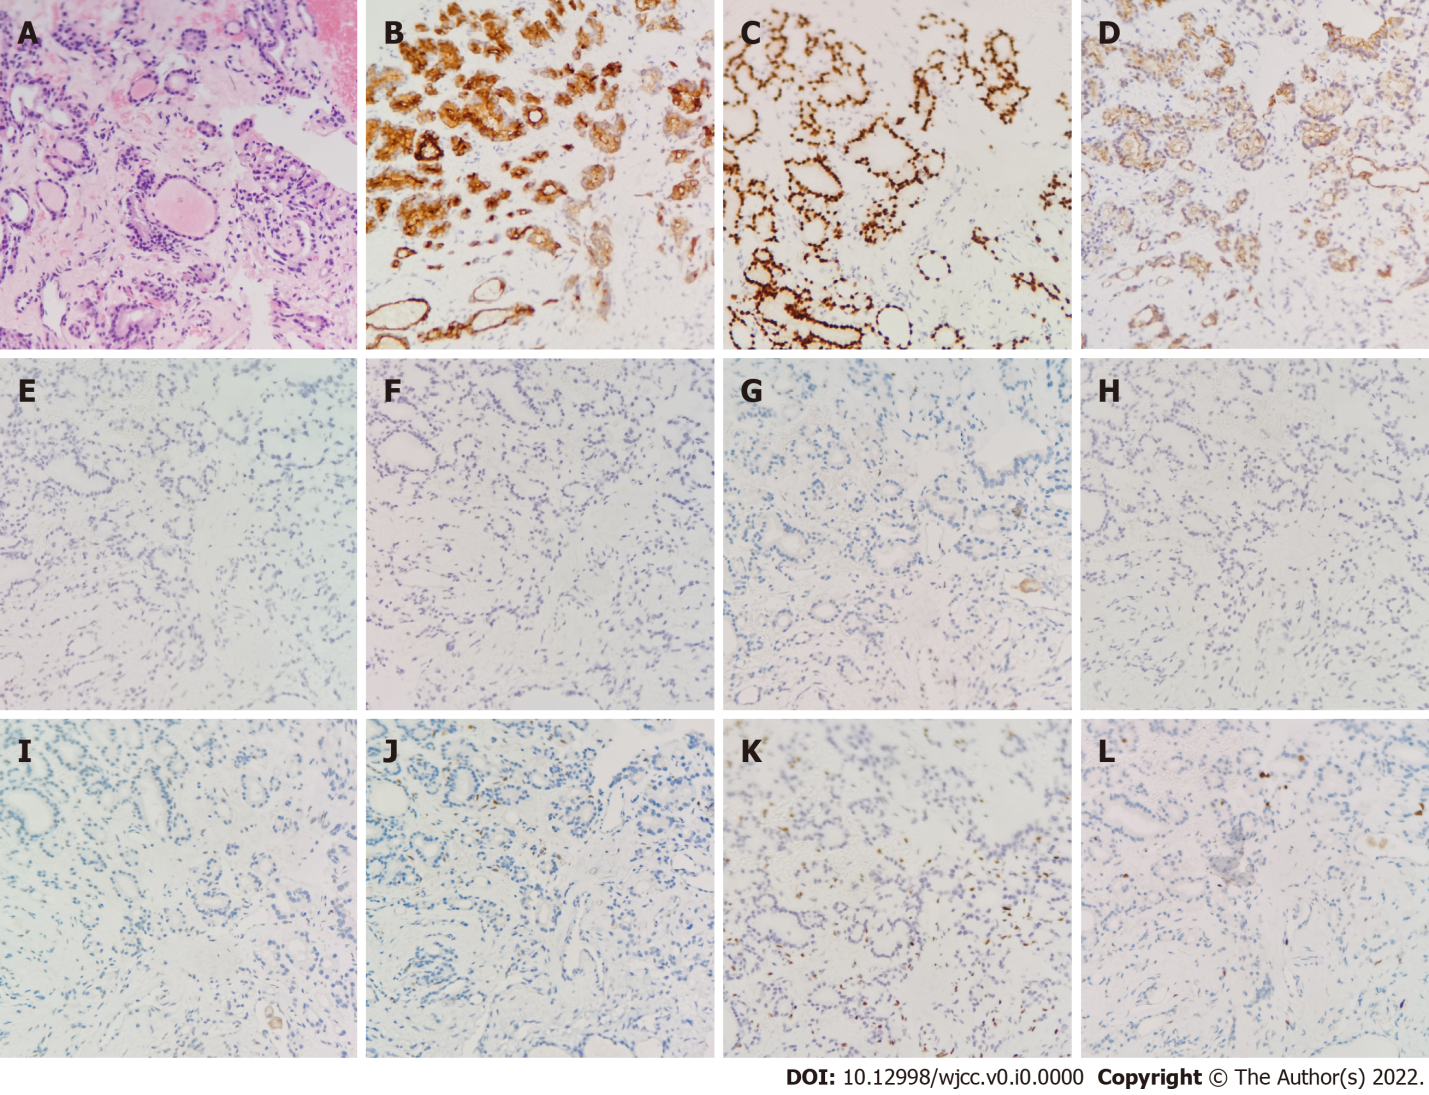 A B C D
E F G H
I J K L
DOI: 10.12998/wjcc.v0.i0.0000 Copyright © The Author(s) 2022.